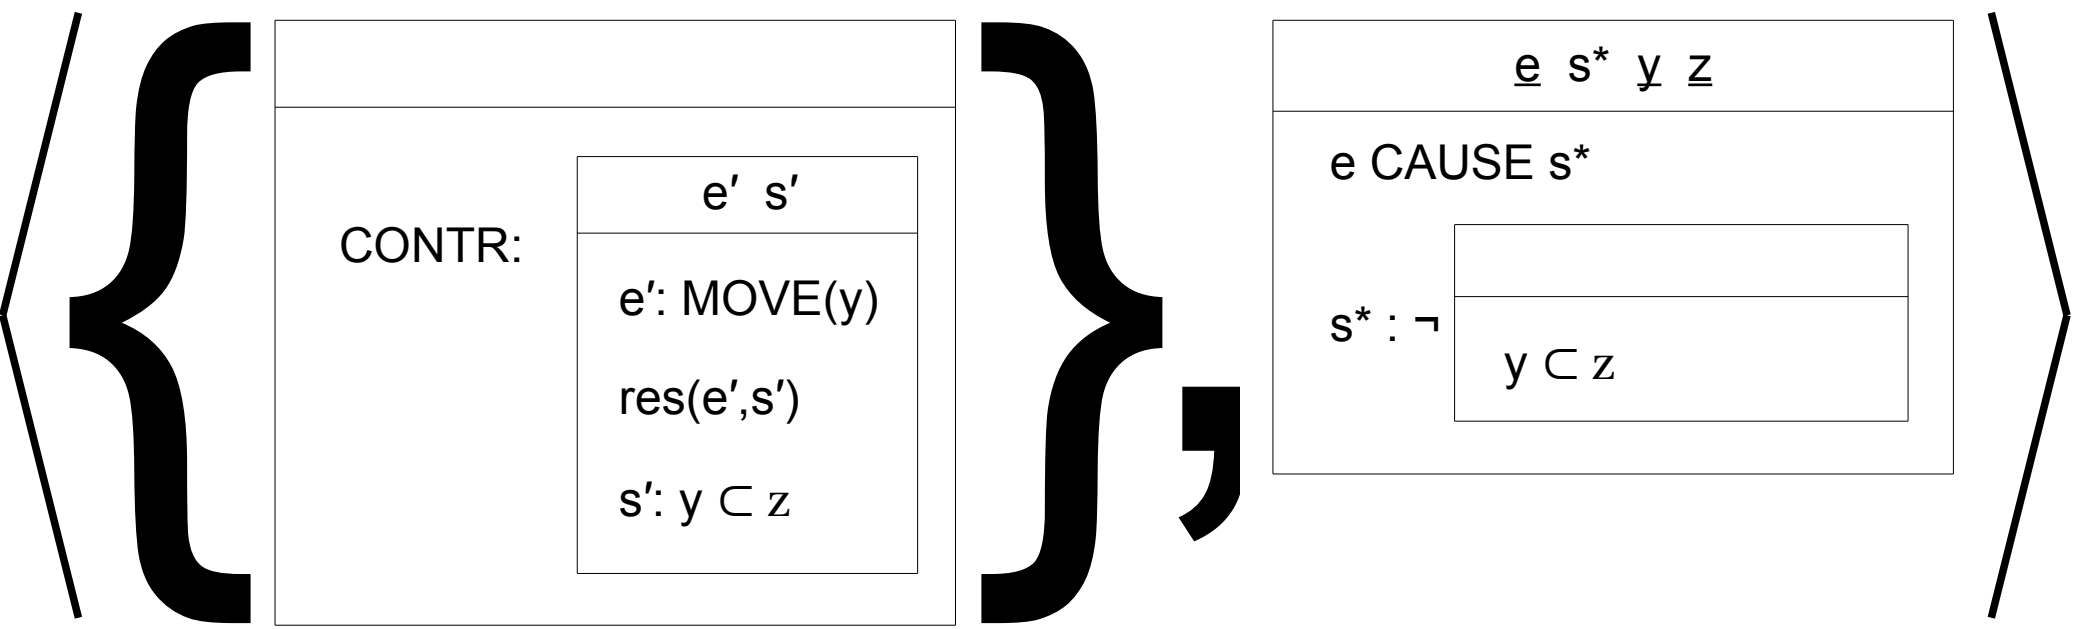 CONTR:
e′ s′
e′: MOVE(y)
res(e′,s′)
s′: y ⊂ z
,
e s* y z
e CAUSE s*
s* : ¬
y ⊂ z